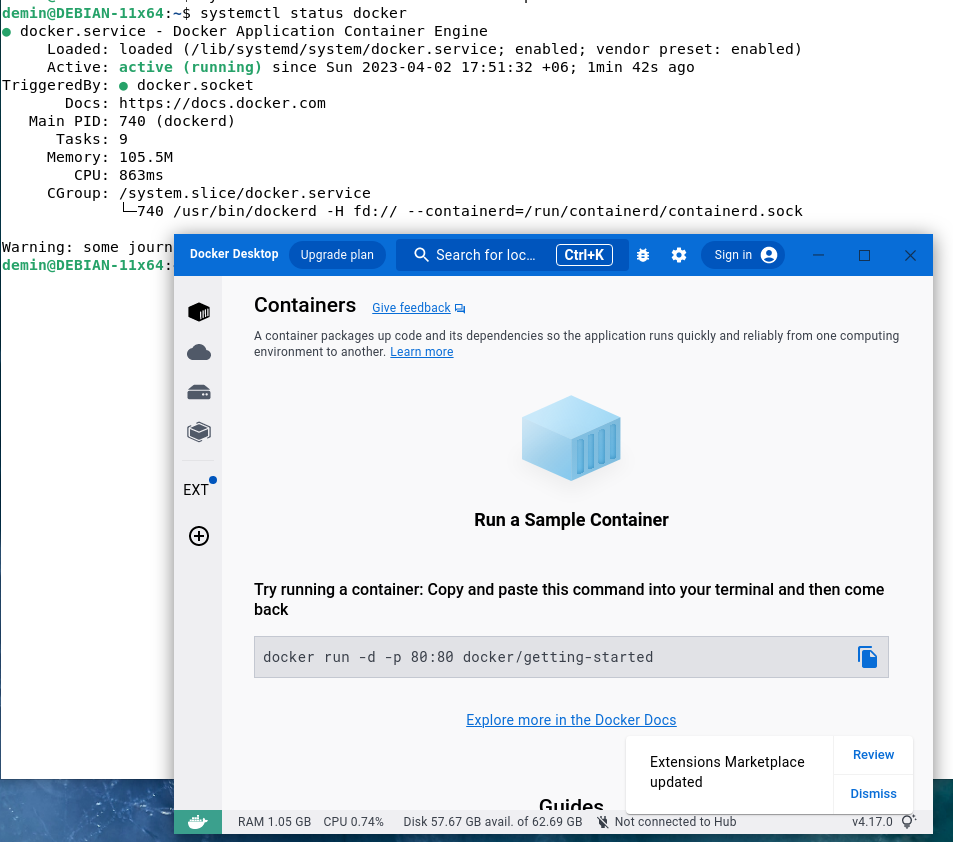 demin@DEBIAN-11x64:~$ systemctl status docker
● docker.service - Docker Application Container Engine
Loaded: loaded (/lib/systemd/system/docker.service; enabled; vendor preset: enabled)
Active: active (running) since Sun 2023-04-02 17:51:32 +06; 1min 42s ago
TriggeredBy: ● docker.socket
Docs: https://docs.docker.com
Main PID: 740 (dockerd)
Tasks: 9
Memory: 105.5M
CPU: 863ms
CGroup: /system.slice/docker.service
└─740 /usr/bin/dockerd -H fd:// --containerd=/run/containerd/containerd.sock
Warning: some journ
demin@DEBIAN-11x64:
Docker Desktop Upgrade plan Search for loc... Ctrl+K Sign in
Containers Give feedback
A container packages up code and its dependencies so the application runs quickly and reliably from one computing
environment to another. Learn more
EXT
Run a Sample Container
Try running a container: Copy and paste this command into your terminal and then come
back
docker run -d -p 80:80 docker/getting-started
Explore more in the Docker Docs
Extensions Marketplace
updated
Review
Dismiss
Guides
RAM 1.05 GB CPU 0.74% Disk 57.67 GB avail. of 62.69 GB Not connected to Hub v4.17.0